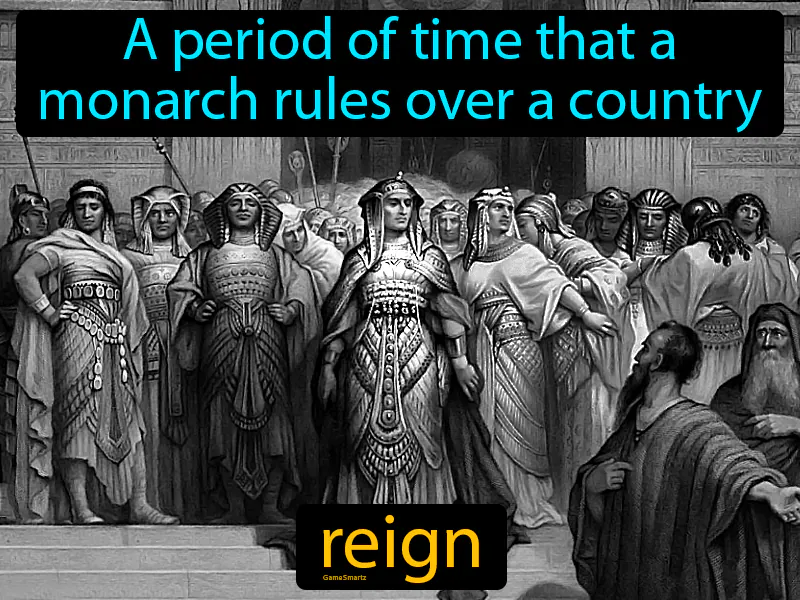 A period of time that a
monarch rules over a country
reign
GameSmartz